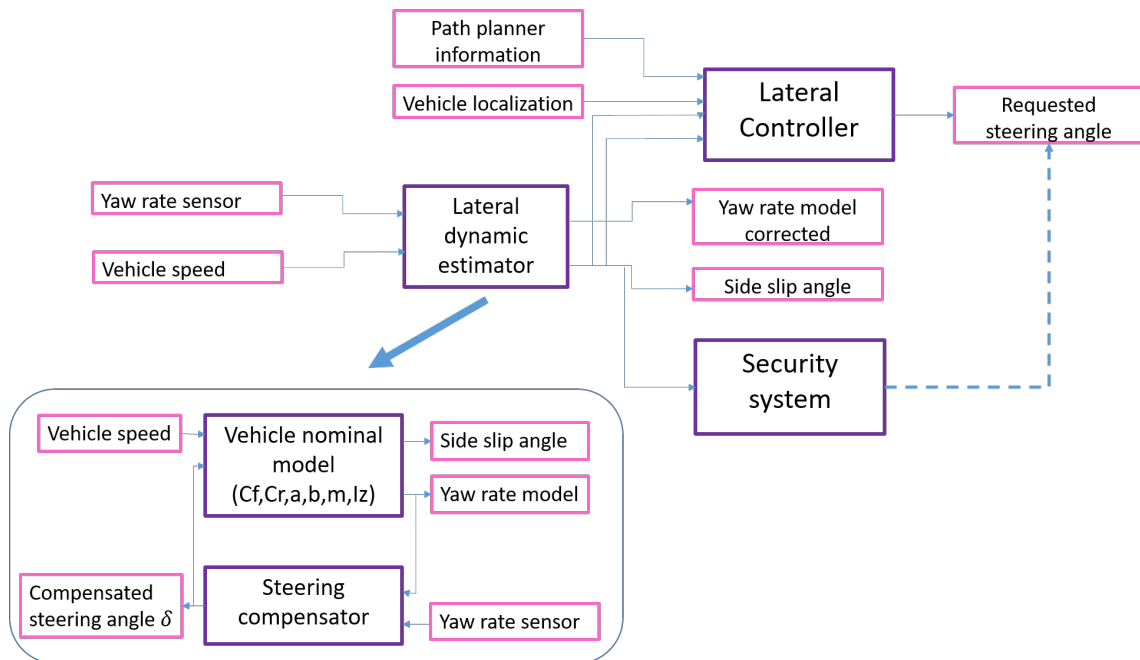 Path planner
information
Vehicle localization
Lateral
Controller
Requested
steering angle
Yaw rate sensor
Vehicle speed
Lateral
dynamic
estimator
Yaw rate model
corrected
Side slip angle
Security
system
Vehicle speed
Vehicle nominal
model
(Cf,Cr,a,b,m,Iz)
Side slip angle
Yaw rate model
Compensated
steering angle δ
Steering
compensator
Yaw rate sensor